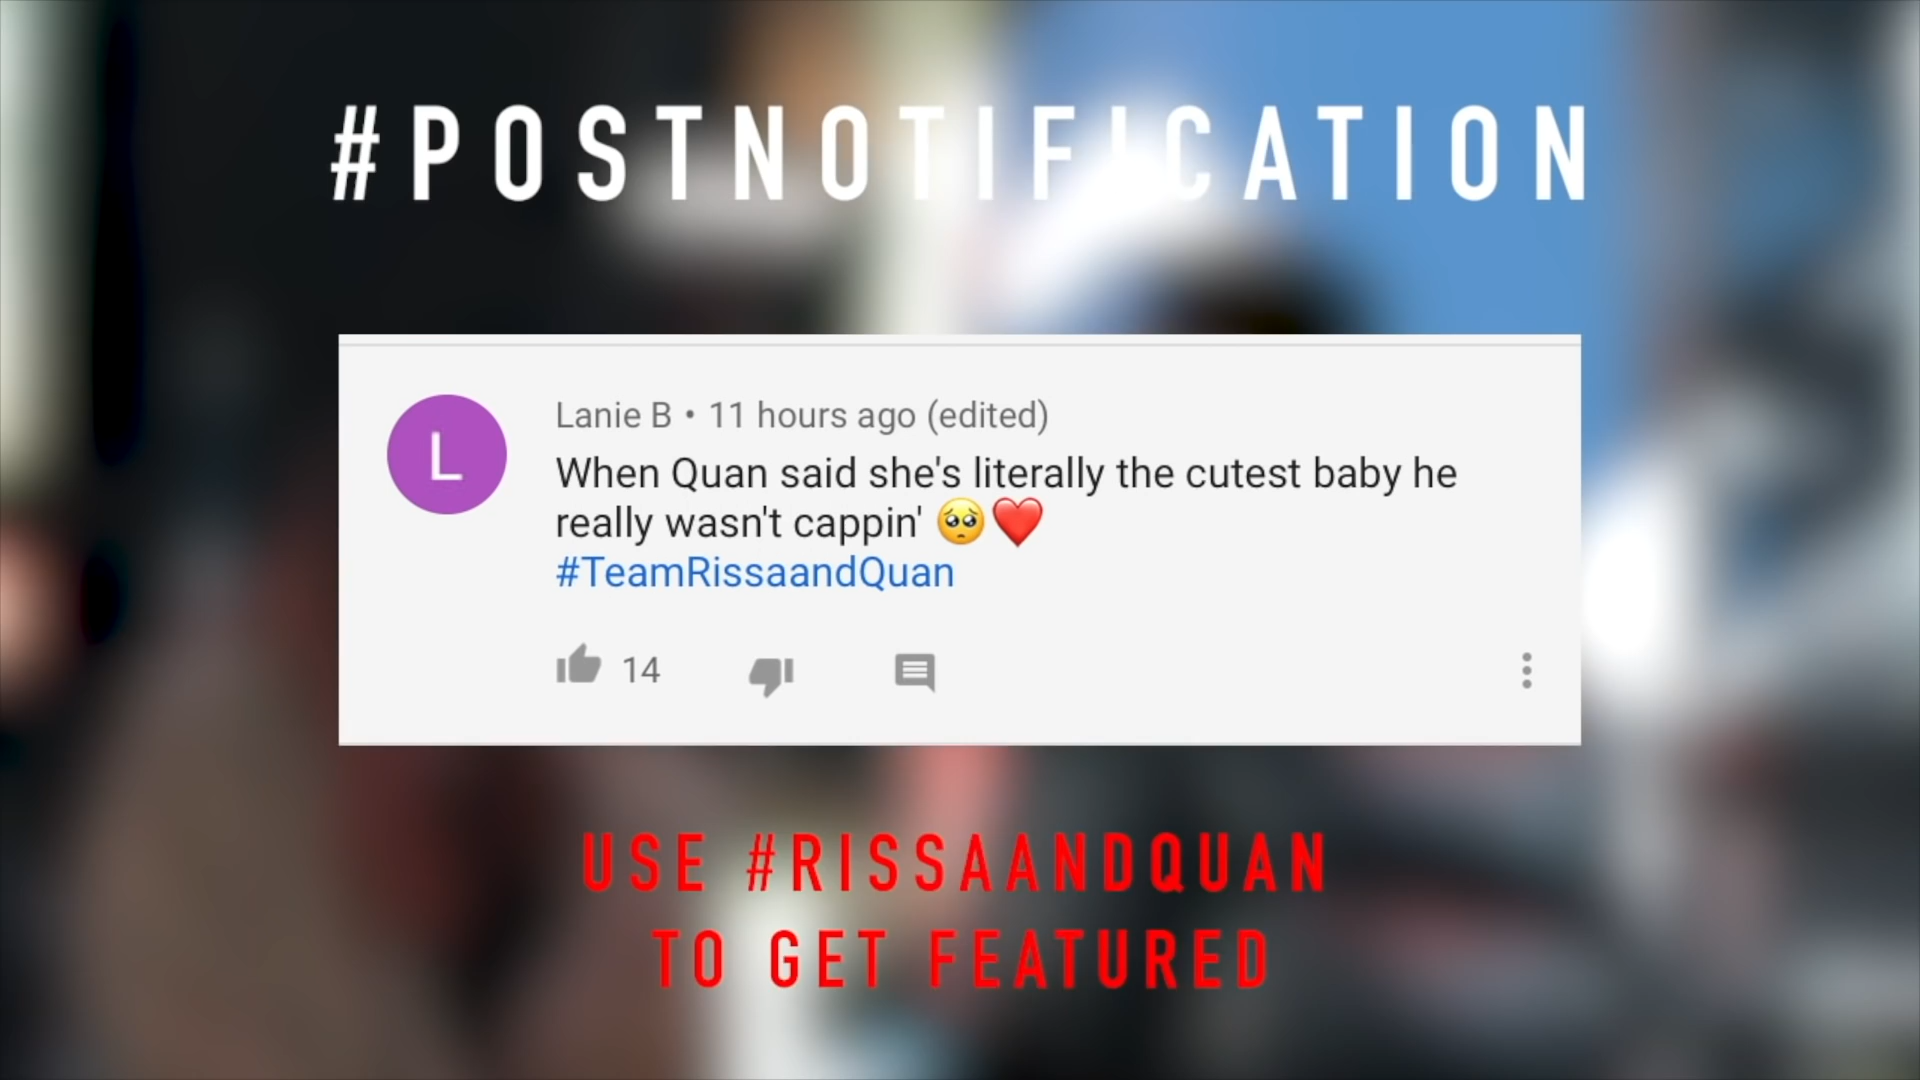 #POSTNOTIFICATION
Lanie B • 11 hours ago (edited)
L
When Quan said she's literally the cutest baby he
really wasn't cappin' 🥺❤️
#TeamRissaandQuan
14
USE #RISSAANDQUAN
TO GET FEATURED